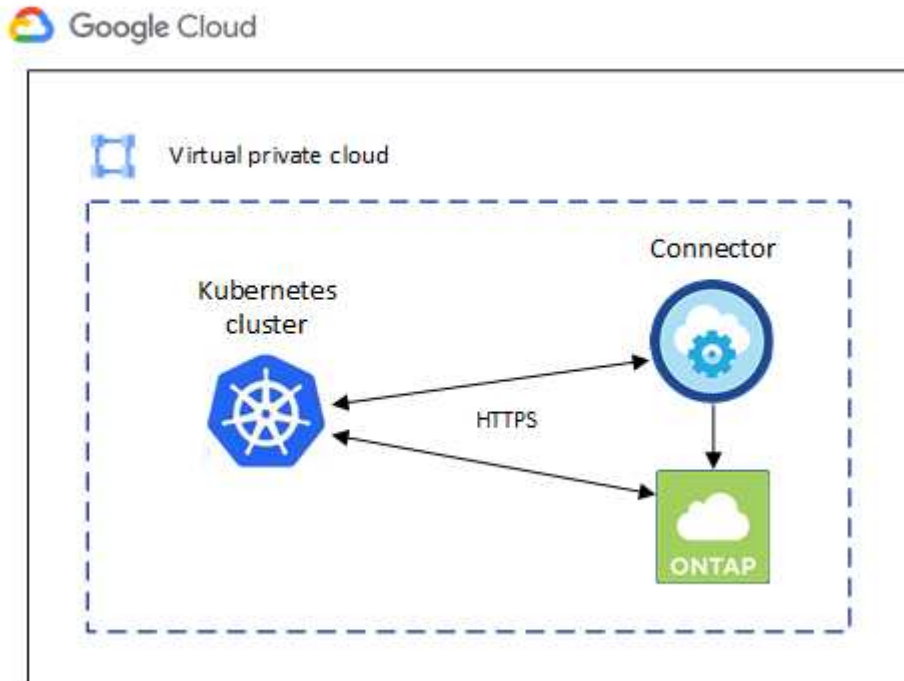 Google Cloud
Virtual private cloud
Connector
Kubernetes
cluster
HTTPS
ONTAP